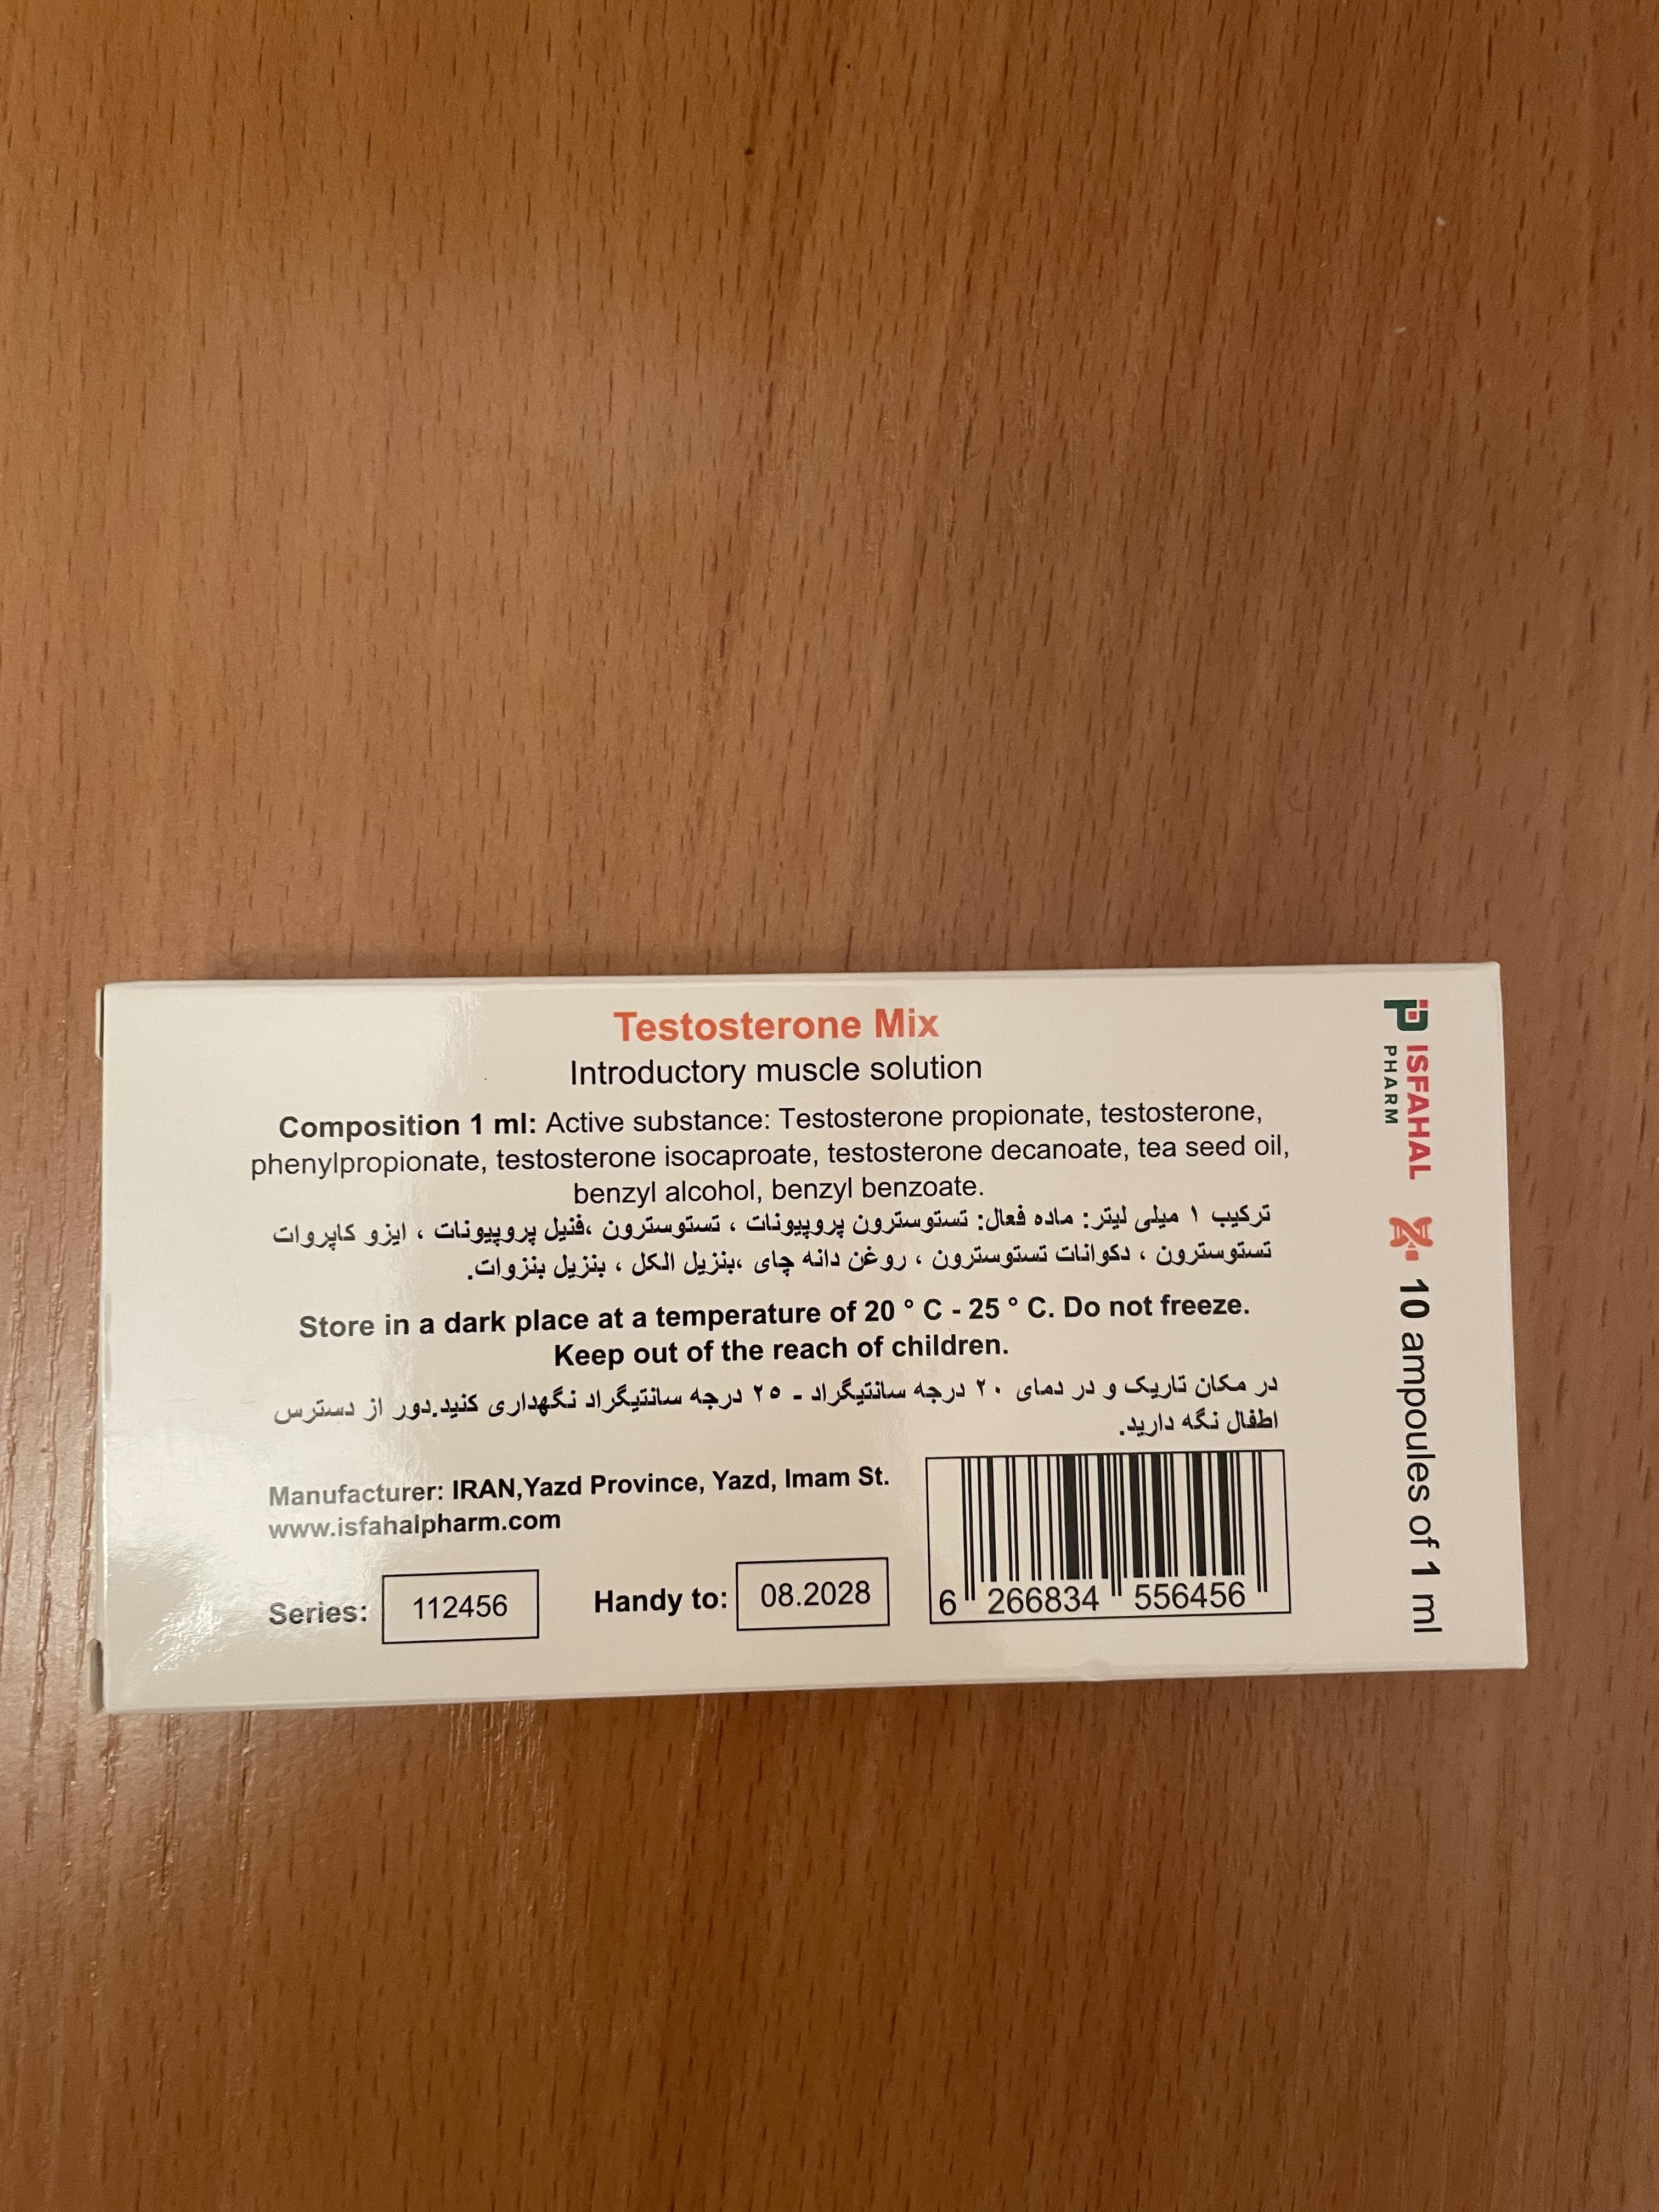 Testosterone Mix
Introductory muscle solution
Composition 1 ml: Active substance: Testosterone propionate, testosterone,
phenylpropionate, testosterone isocaproate, testosterone decanoate, tea seed oil,
benzyl alcohol, benzyl benzoate.
ترکیب ۱ میلی لیتر: ماده فعال: تستوسترون پروپیونات ، تستوسترون ،فنیل پروپیونات ، ایزو کاپروات
تستوسترون ، دکوانات تستوسترون ، روغن دانه چای ،بنزیل الکل ، بنزیل بنزوات.
Store in a dark place at a temperature of 20 ° C - 25 ° C. Do not freeze.
Keep out of the reach of children.
در مکان تاریک و در دمای ۲۰ درجه سانتیگراد - ۲۵ درجه سانتیگراد نگهداری کنید.دور از دسترس
اطفال نگه دارید.
Manufacturer: IRAN,Yazd Province, Yazd, Imam St.
www.isfahalpharm.com
Series: 112456
Handy to: 08.2028
6 266834 556456
ISFAHAL
PHARM
10 ampoules of 1 ml